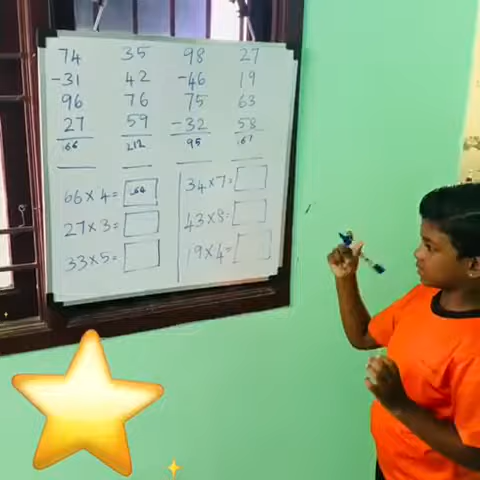 74 35 98 27
-31 42 -46 19
96 76 75 63
27 59 -32 58
166 212 95 167
66×4= 264 34×7=
27×3= 43×8=
33×5= 19×4=